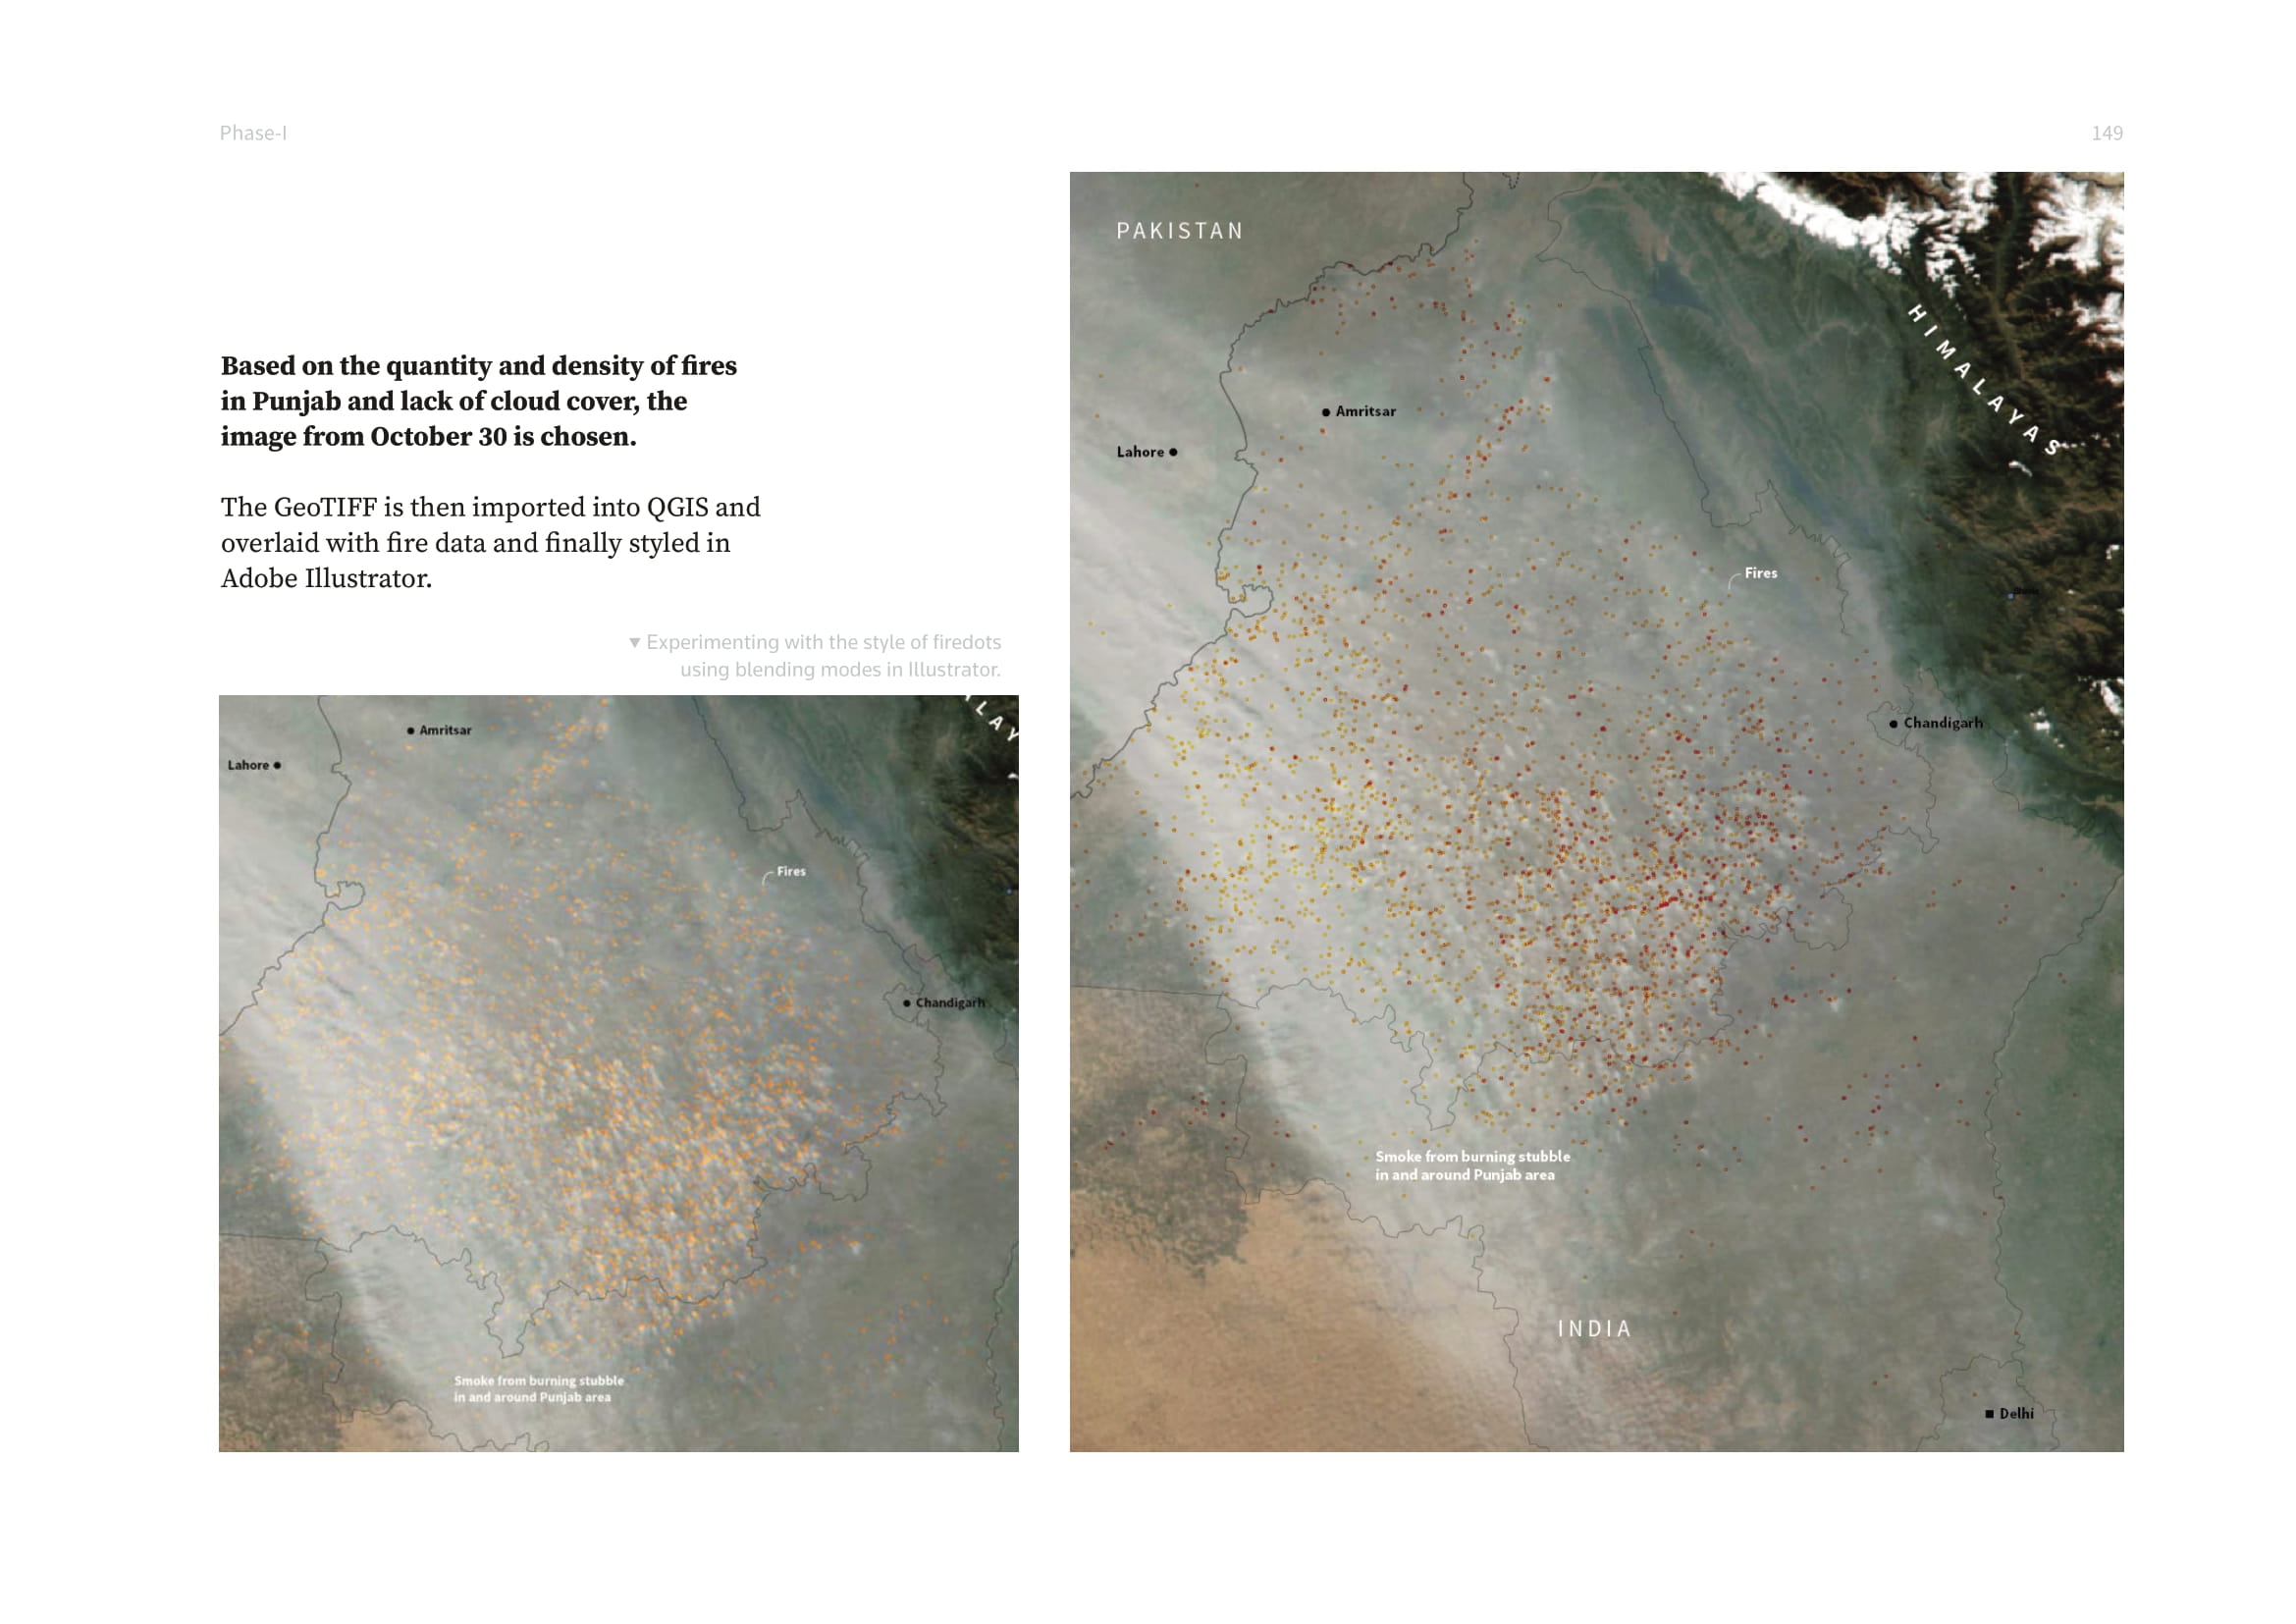 Phase-I
149
Based on the quantity and density of fires
in Punjab and lack of cloud cover, the
image from October 30 is chosen.
The GeoTIFF is then imported into QGIS and
overlaid with fire data and finally styled in
Adobe Illustrator.
▼ Experimenting with the style of firedots
using blending modes in Illustrator.
LAY
Amritsar
Lahore
Fires
Chandigarh
Smoke from burning stubble
in and around Punjab area
PAKISTAN
HIMALAYAS
Amritsar
Lahore
Fires
Chandigarh
Smoke from burning stubble
in and around Punjab area
INDIA
Delhi